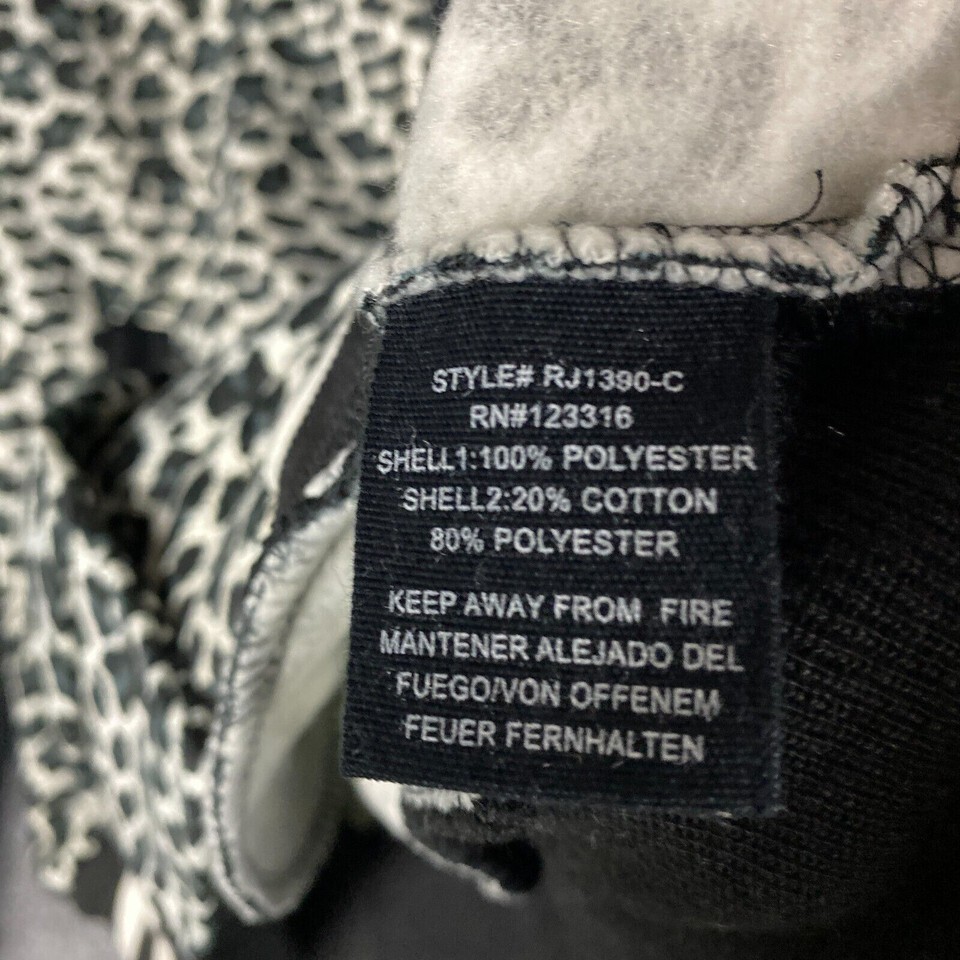 STYLE# RJ1390-C
RN#123316
SHELL1:100% POLYESTER
SHELL2:20% COTTON
80% POLYESTER
KEEP AWAY FROM FIRE
MANTENER ALEJADO DEL
FUEGO/VON OFFENEM
FEUER FERNHALTEN